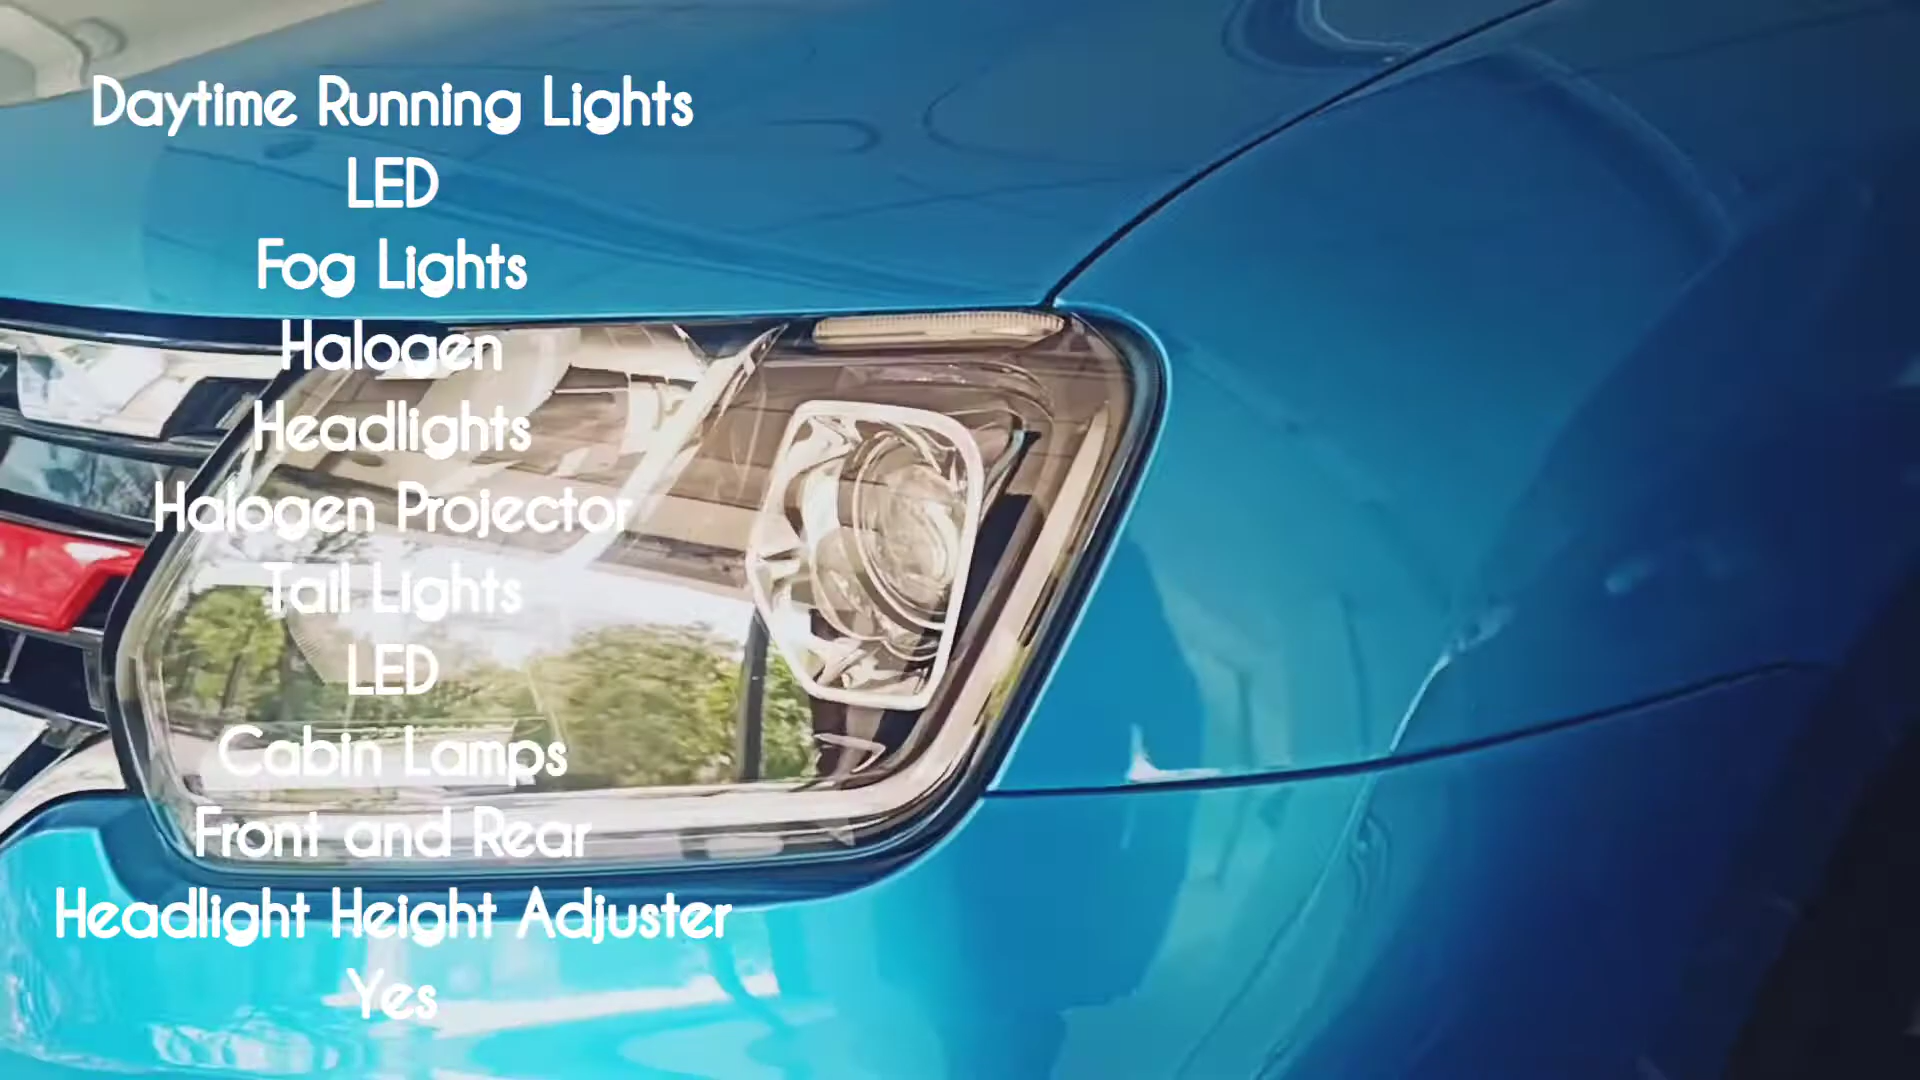 Daytime Running Lights
LED
Fog Lights
Halogen
Headlights
Halogen Projector
Tail Lights
LED
Cabin Lamps
Front and Rear
Headlight Height Adjuster
Yes